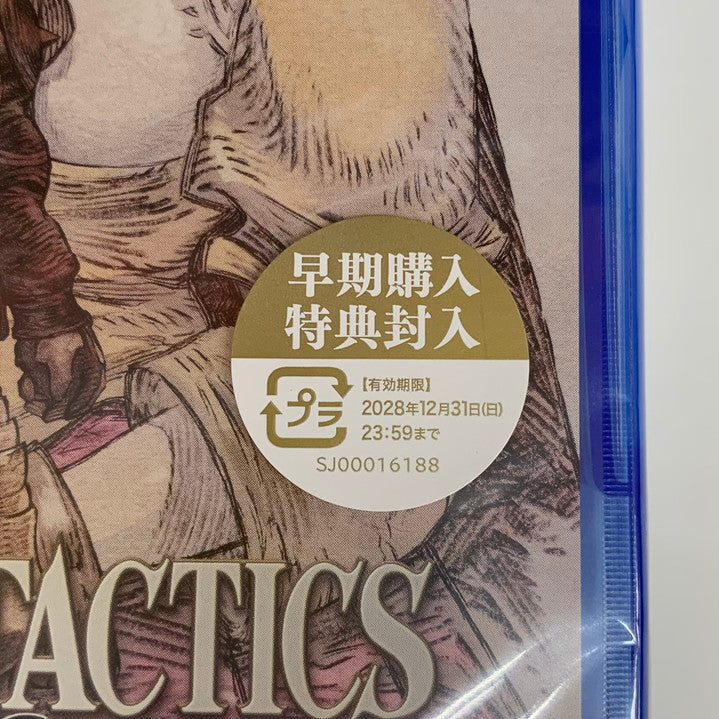 早期購入
特典封入
プラ
【有効期限】
2028年12月31日(日)
23:59まで
SJ00016188
TACTICS